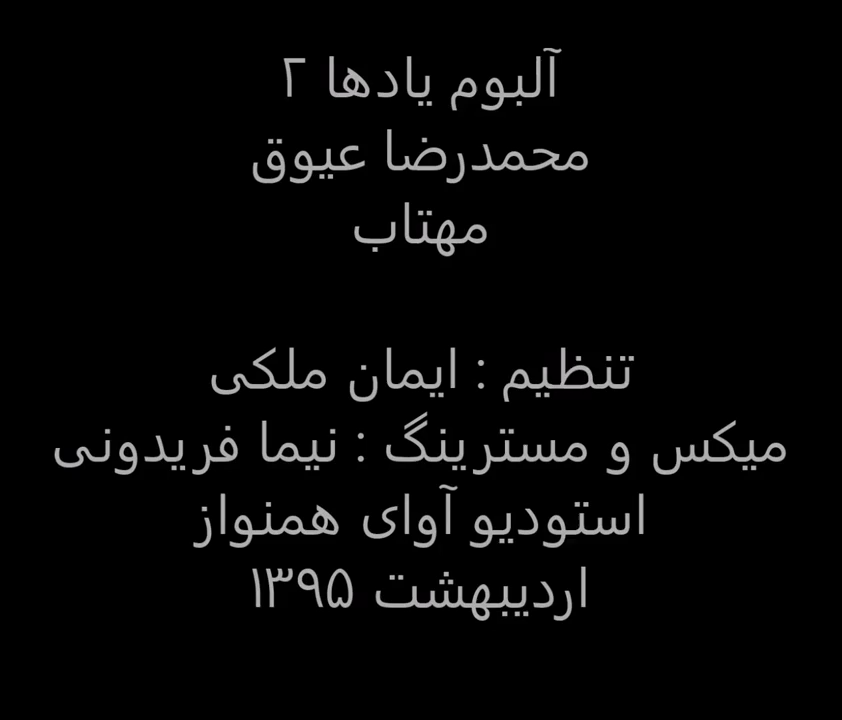 آلبوم یادها ۲
محمدرضا عیوق
مهتاب
تنظیم : ایمان ملکی
میکس و مسترینگ : نیما فریدونی
استودیو آوای همنواز
اردیبهشت ۱۳۹۵